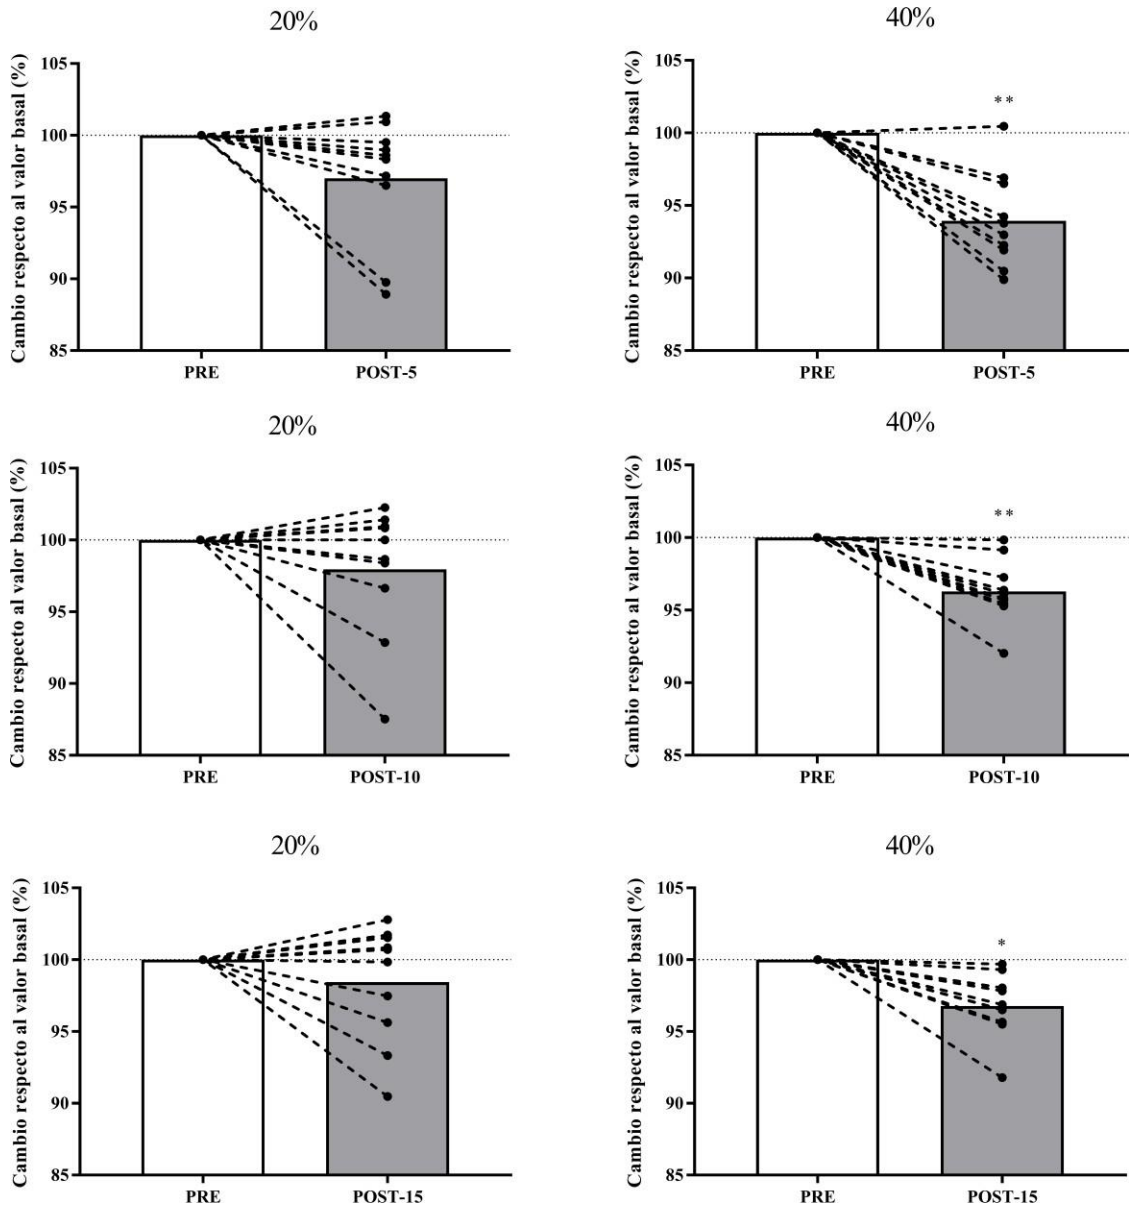 20%
Cambio respecto al valor basal (%)
105
100
95
90
85
PRE
POST-5
40%
Cambio respecto al valor basal (%)
105
100
95
90
85
**
PRE
POST-5
20%
Cambio respecto al valor basal (%)
105
100
95
90
85
PRE
POST-10
40%
Cambio respecto al valor basal (%)
105
100
95
90
85
**
PRE
POST-10
20%
Cambio respecto al valor basal (%)
105
100
95
90
85
PRE
POST-15
40%
Cambio respecto al valor basal (%)
105
100
95
90
85
*
PRE
POST-15